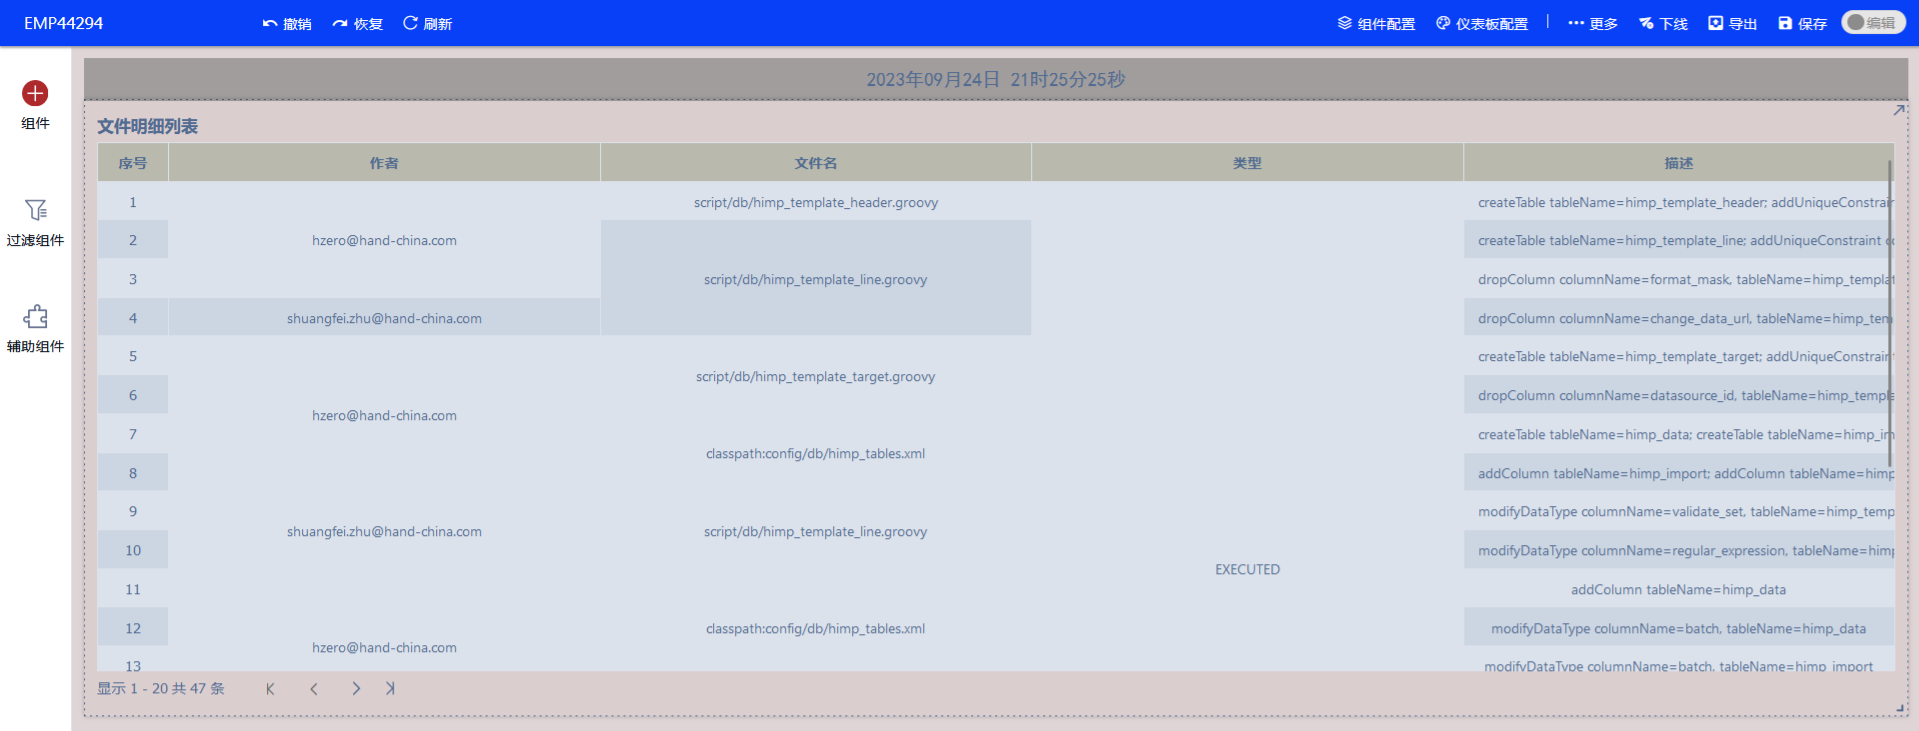 EMP44294 撤销 恢复 刷新 组件配置 仪表板配置 更多 下线 导出 保存 编辑
2023年09月24日 21时25分25秒
组件
过滤组件
辅助组件
文件明细列表
序号 作者 文件名 类型 描述
1 script/db/himp_template_header.groovy createTable tableName=himp_template_header; addUniqueConstrain
2 hzero@hand-china.com createTable tableName=himp_template_line; addUniqueConstraint
3 script/db/himp_template_line.groovy dropColumn columnName=format_mask, tableName=himp_templat
4 shuangfei.zhu@hand-china.com dropColumn columnName=change_data_url, tableName=himp_tem
5 createTable tableName=himp_template_target; addUniqueConstraint
script/db/himp_template_target.groovy
6 dropColumn columnName=datasource_id, tableName=himp_templa
hzero@hand-china.com
7 createTable tableName=himp_data; createTable tableName=himp_im
classpath:config/db/himp_tables.xml
8 addColumn tableName=himp_import; addColumn tableName=himp
9 modifyDataType columnName=validate_set, tableName=himp_temp
shuangfei.zhu@hand-china.com script/db/himp_template_line.groovy
10 modifyDataType columnName=regular_expression, tableName=himp
EXECUTED
11 addColumn tableName=himp_data
12 classpath:config/db/himp_tables.xml modifyDataType columnName=batch, tableName=himp_data
hzero@hand-china.com
13 modifyDataType columnName=batch, tableName=himp_import
显示 1 - 20 共 47 条